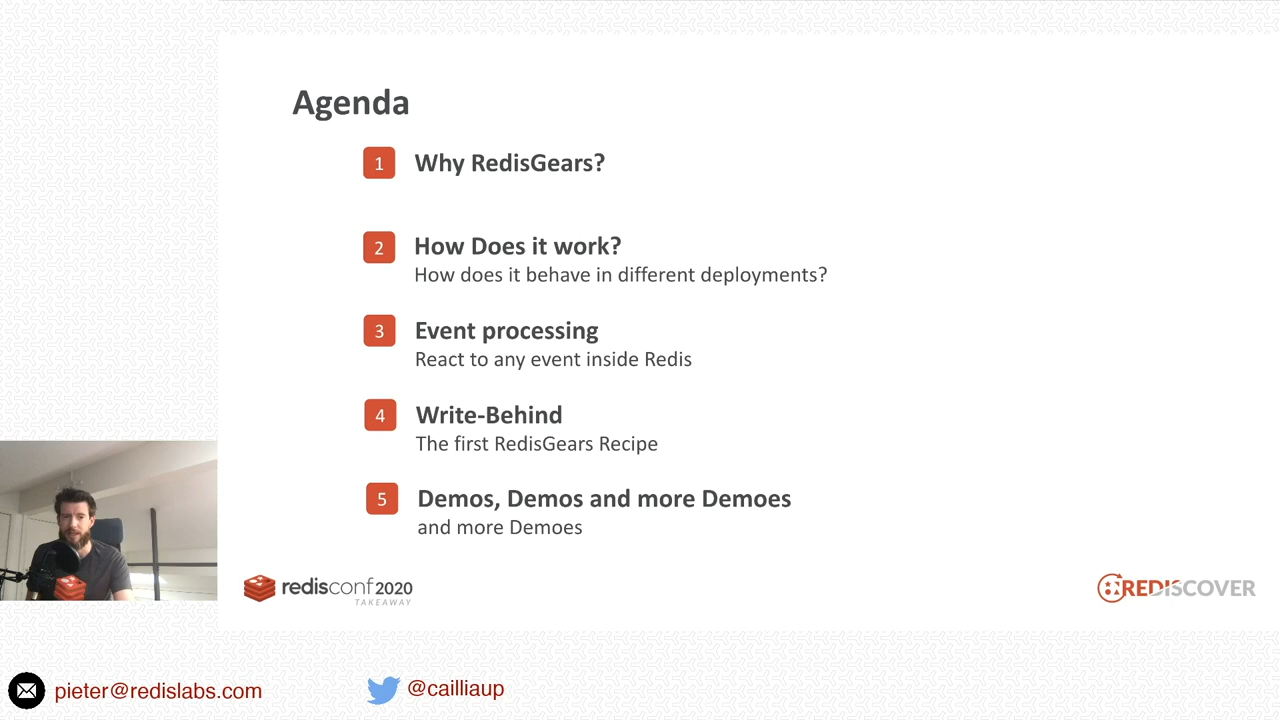 Agenda
1 Why RedisGears?
2 How Does it work?
How does it behave in different deployments?
3 Event processing
React to any event inside Redis
4 Write-Behind
The first RedisGears Recipe
5 Demos, Demos and more Demoes
and more Demoes
redisconf 2020
TAKEAWAY
REDISCOVER
pieter@redislabs.com
@cailliaup